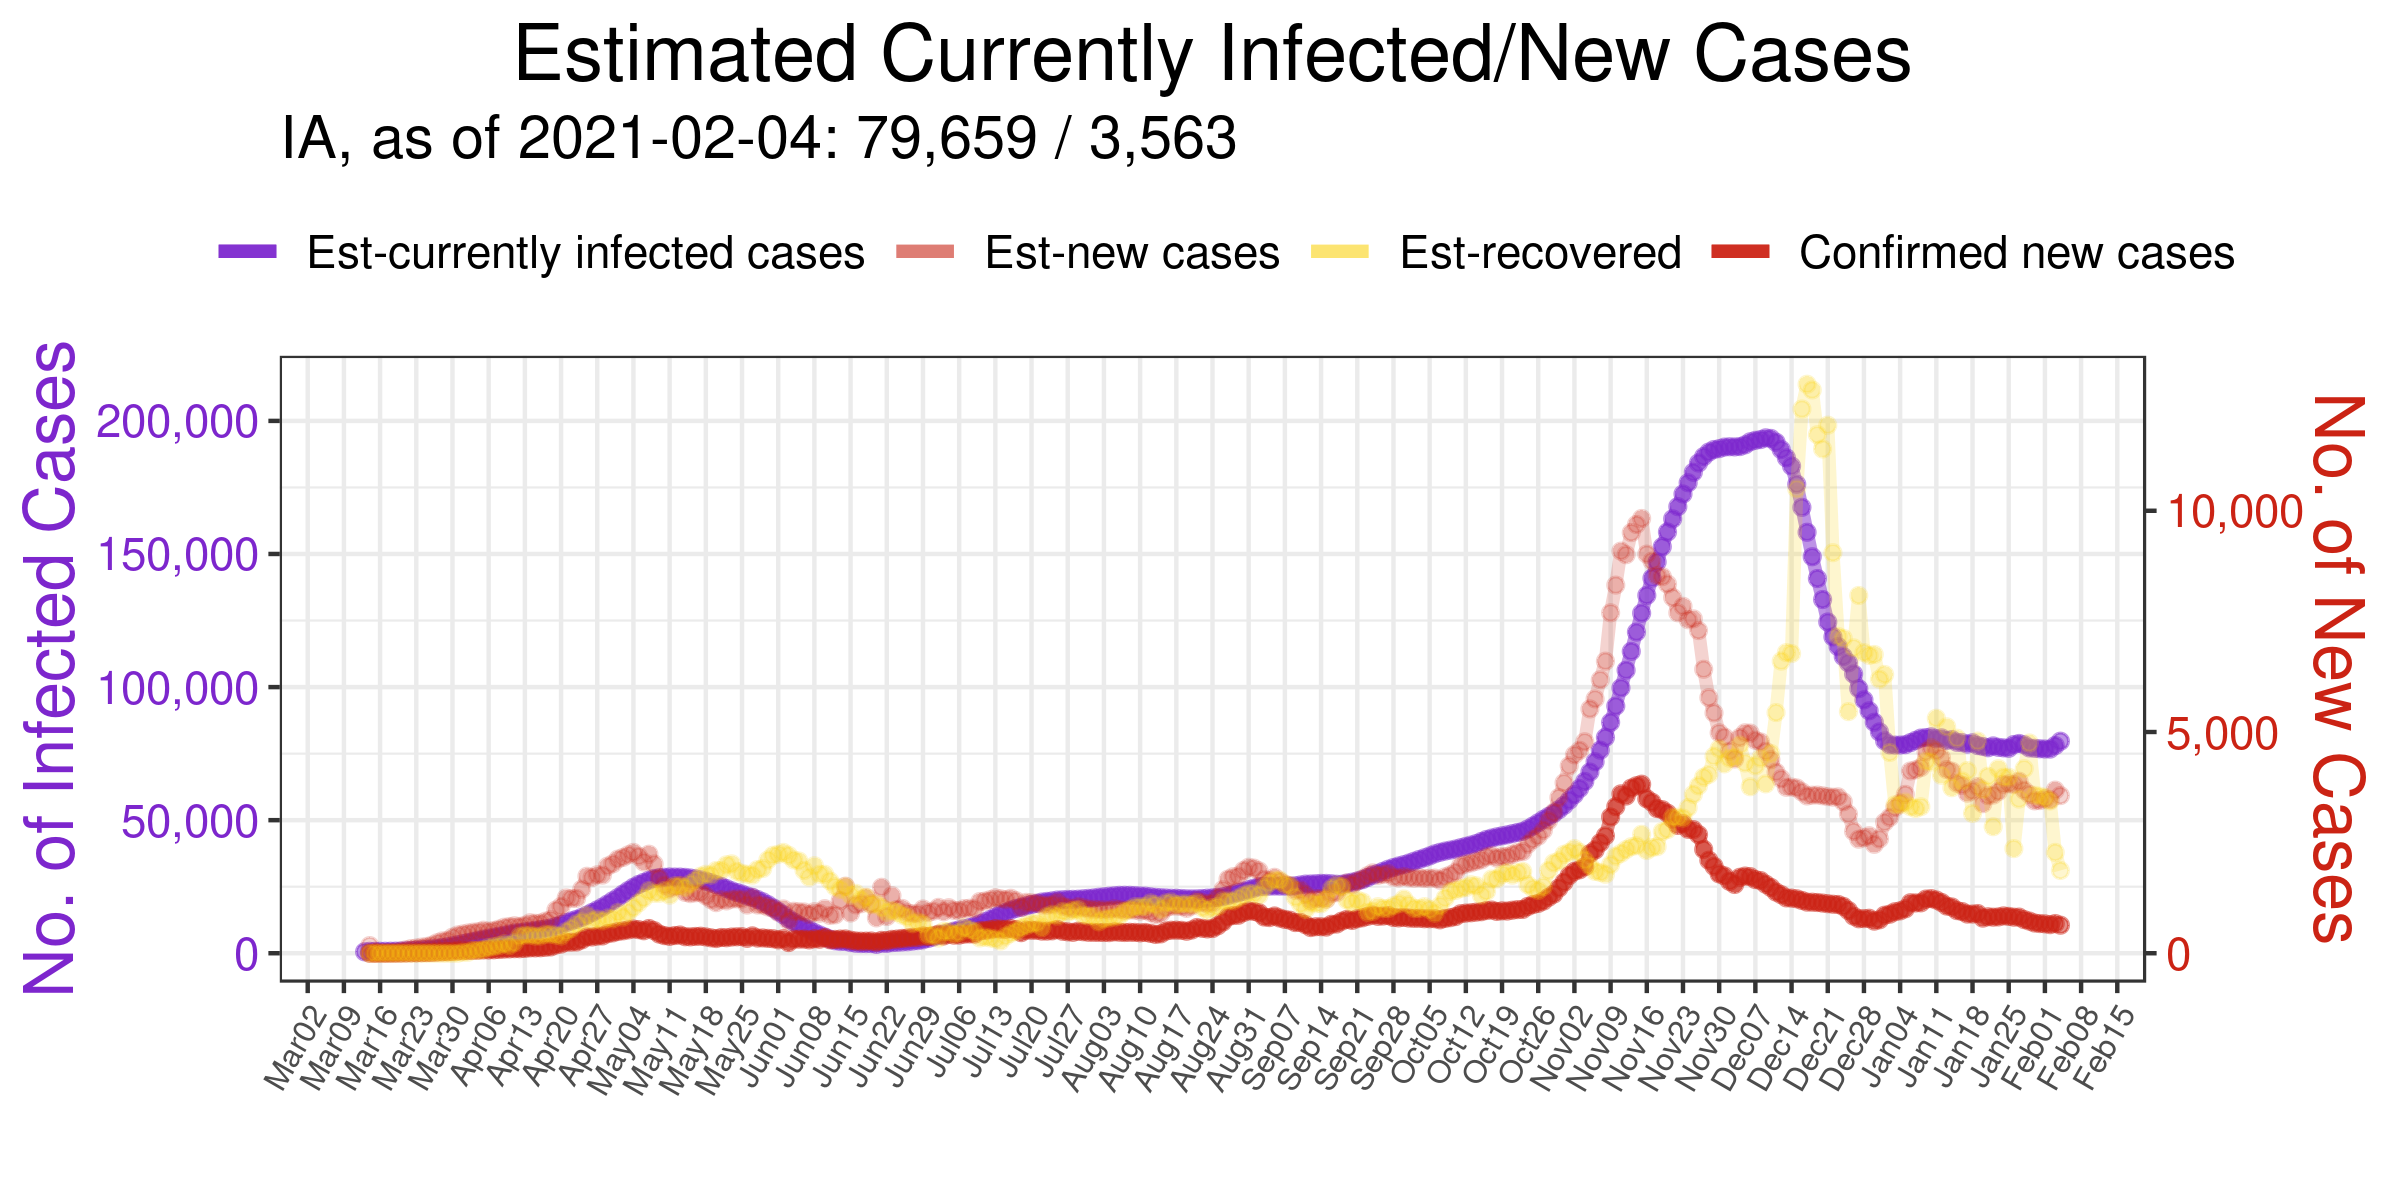 Estimated Currently Infected/New Cases
IA, as of 2021-02-04: 79,659 / 3,563
Est-currently infected cases Est-new cases Est-recovered Confirmed new cases
No. of Infected Cases
200,000
150,000
100,000
50,000
0
No. of New Cases
10,000
5,000
0
Mar02 Mar09 Mar16 Mar23 Mar30 Apr06 Apr13 Apr20 Apr27 May04 May11 May18 May25 Jun01 Jun08 Jun15 Jun22 Jun29 Jul06 Jul13 Jul20 Jul27 Aug03 Aug10 Aug17 Aug24 Aug31 Sep07 Sep14 Sep21 Sep28 Oct05 Oct12 Oct19 Oct26 Nov02 Nov09 Nov16 Nov23 Nov30 Dec07 Dec14 Dec21 Dec28 Jan04 Jan11 Jan18 Jan25 Feb01 Feb08 Feb15